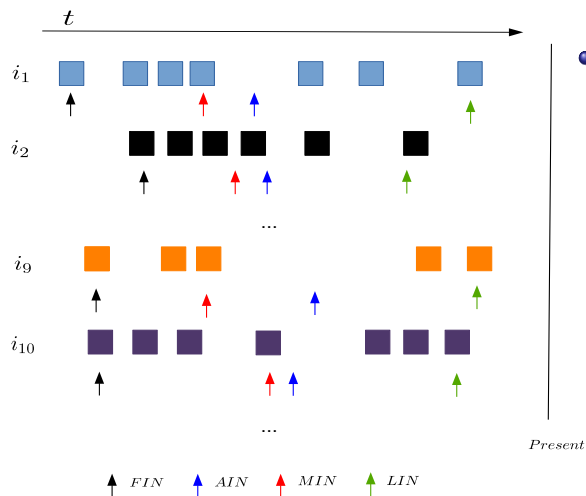 t
i1
i2
...
i9
i10
...
Present
FIN AIN MIN LIN